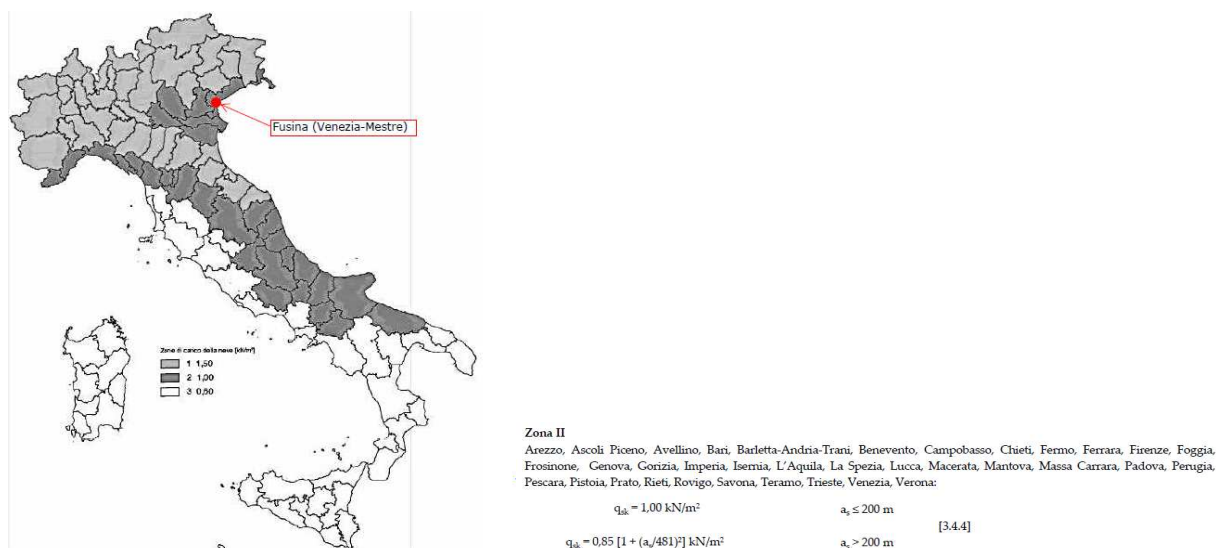 Fusina (Venezia-Mestre)
Zone di carico della neve [kN/m²]
1 1,50
2 1,00
3 0,50
Zona II
Arezzo, Ascoli Piceno, Avellino, Bari, Barletta-Andria-Trani, Benevento, Campobasso, Chieti, Fermo, Ferrara, Firenze, Foggia,
Frosinone, Genova, Gorizia, Imperia, Isernia, L'Aquila, La Spezia, Lucca, Macerata, Mantova, Massa Carrara, Padova, Perugia,
Pescara, Pistoia, Prato, Rieti, Rovigo, Savona, Teramo, Trieste, Venezia, Verona:
qsk = 1,00 kN/m² as ≤ 200 m
[3.4.4]
qsk = 0,85 [1 + (as/481)²] kN/m² as > 200 m